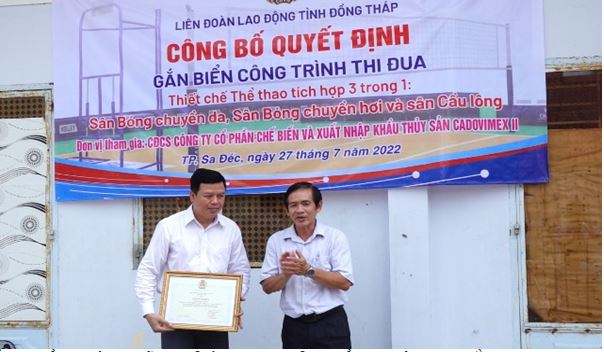 LIÊN ĐOÀN LAO ĐỘNG TỈNH ĐỒNG THÁP
CÔNG BỐ QUYẾT ĐỊNH
GẮN BIỂN CÔNG TRÌNH THI ĐUA
Thiết chế Thể thao tích hợp 3 trong 1:
Sân Bóng chuyền da, Sân Bóng chuyền hơi và sân Cầu lông
Đơn vị tham gia: CĐCS CÔNG TY CỔ PHẦN CHẾ BIẾN VÀ XUẤT NHẬP KHẨU THỦY SẢN CADOVIMEX II
TP. Sa Đéc, ngày 27 tháng 7 năm 2022